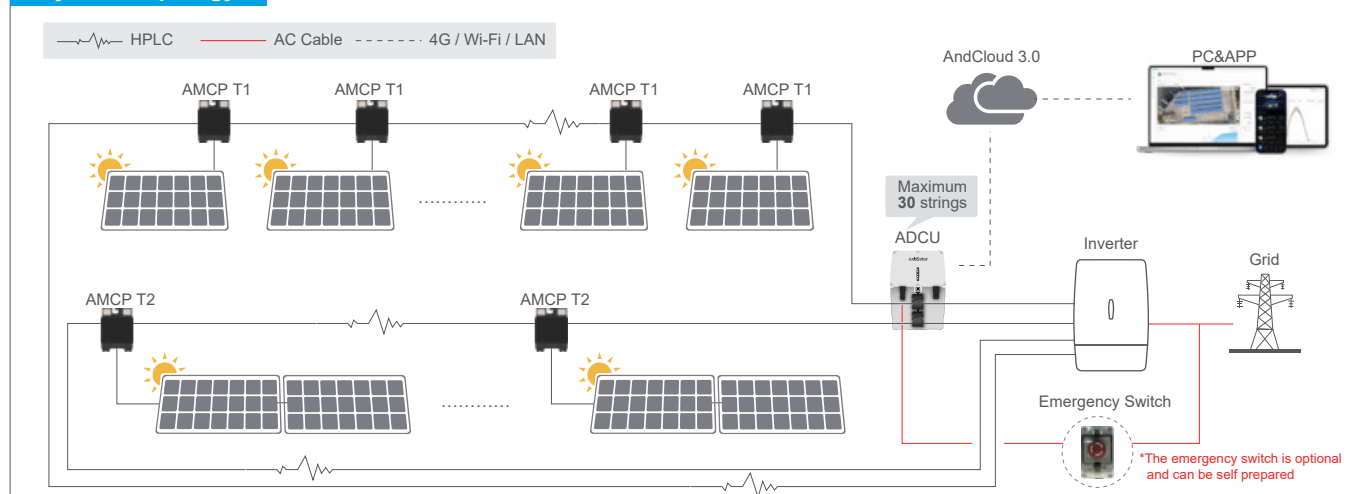 HPLC
AC Cable
4G / Wi-Fi / LAN
AndCloud 3.0
PC&APP
AMCP T1
AMCP T1
AMCP T1
AMCP T1
Maximum
30 strings
ADCU
Inverter
Grid
AMCP T2
AMCP T2
Emergency Switch
*The emergency switch is optional
and can be self prepared